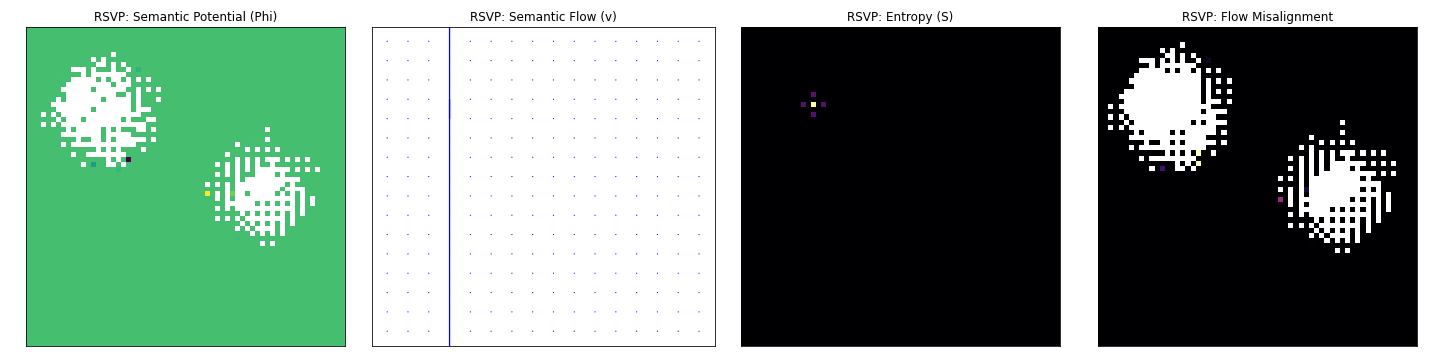 RSVP: Semantic Potential (Phi)
RSVP: Semantic Flow (v)
RSVP: Entropy (S)
RSVP: Flow Misalignment